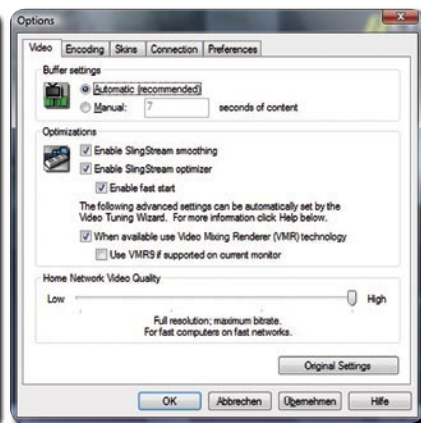 Options
Video Encoding Skins Connection Preferences
Buffer settings
Automatic (recommended)
Manual: 7 seconds of content
Optimizations
Enable SlingStream smoothing
Enable SlingStream optimizer
Enable fast start
The following advanced settings can be automatically set by the
Video Tuning Wizard. For more information click Help below.
When available use Video Mixing Renderer (VMR) technology
Use VMR9 if supported on current monitor
Home Network Video Quality
Low High
Full resolution; maximum bitrate.
For fast computers on fast networks.
Original Settings
OK Abbrechen Übernehmen Hilfe